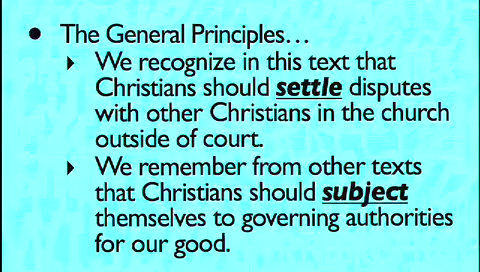 The General Principles...
We recognize in this text that
Christians should settle disputes
with other Christians in the church
outside of court.
We remember from other texts
that Christians should subject
themselves to governing authorities
for our good.